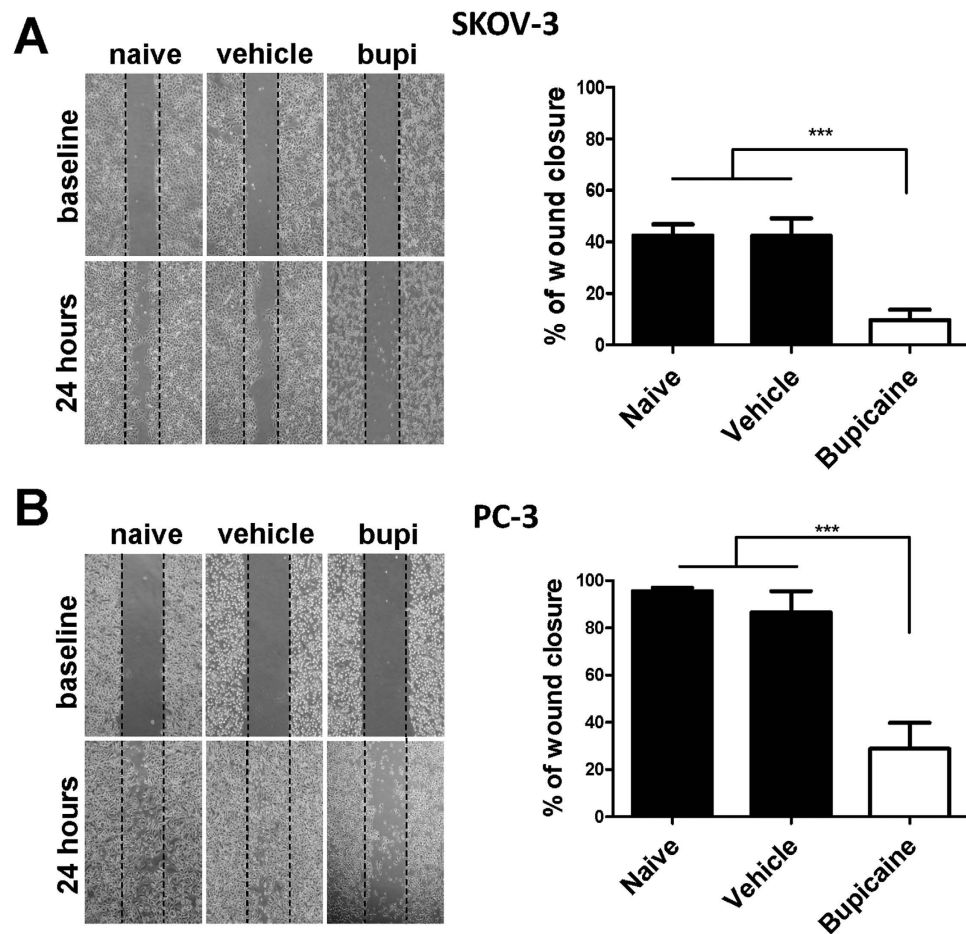 A
SKOV-3
naive vehicle bupi
baseline
24 hours
% of wound closure
100
80
60
40
20
0
***
Naive
Vehicle
Bupicaine
B
PC-3
naive vehicle bupi
baseline
24 hours
% of wound closure
100
80
60
40
20
0
***
Naive
Vehicle
Bupicaine